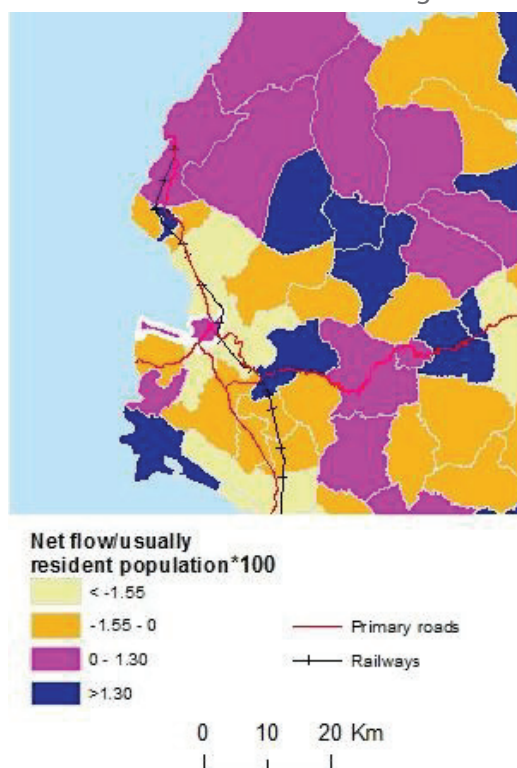 Net flow/usually
resident population*100
< -1.55
-1.55 - 0
0 - 1.30
>1.30
Primary roads
Railways
0 10 20 Km